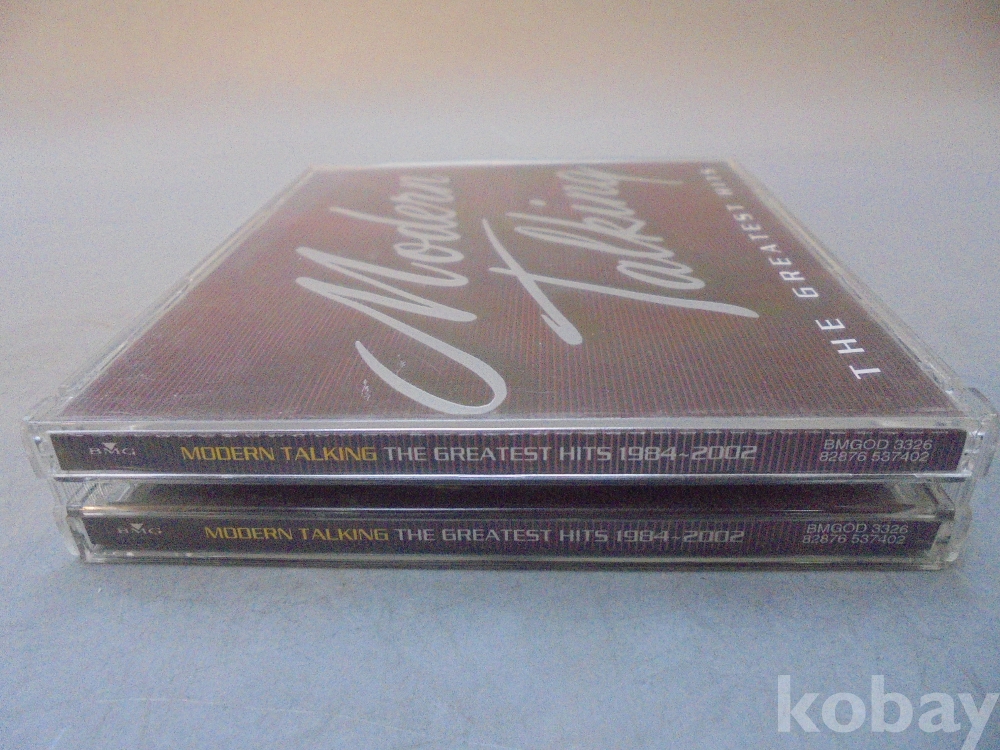 Modern
Talking
THE GREATEST HITS
BMG
MODERN TALKING THE GREATEST HITS 1984~2002
BMGOD 3326
82876 537402
BMG
MODERN TALKING THE GREATEST HITS 1984~2002
BMGOD 3326
82876 537402
kobay